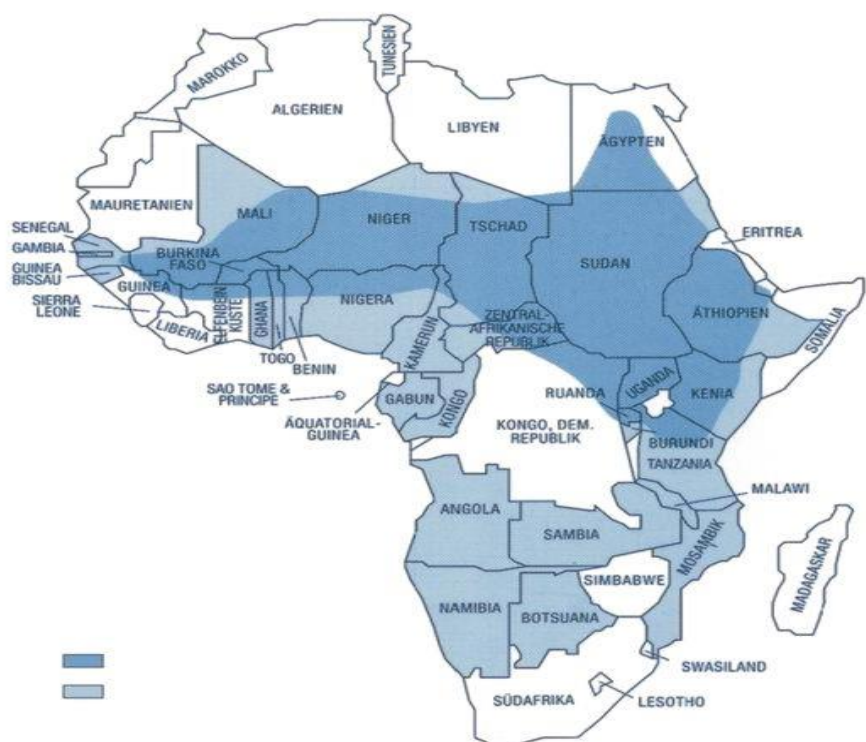 MAROKKO
TUNESIEN
ALGERIEN
LIBYEN
ÄGYPTEN
MAURETANIEN
MALI
NIGER
TSCHAD
SUDAN
ERITREA
SENEGAL
GAMBIA
GUINEA
BISSAU
BURKINA
FASO
GUINEA
SIERRA
LEONE
LIBERIA
ELFENBEIN
KÜSTE
GHANA
TOGO
BENIN
NIGERA
KAMERUN
ZENTRAL-
AFRIKANISCHE
REPUBLIK
ÄTHIOPIEN
SOMALIA
SAO TOME &
PRINCIPE
ÄQUATORIAL-
GUINEA
GABUN
KONGO
KONGO, DEM.
REPUBLIK
RUANDA
UGANDA
KENIA
BURUNDI
TANZANIA
MALAWI
ANGOLA
SAMBIA
MOSAMBIK
MADAGASKAR
SIMBABWE
NAMIBIA
BOTSUANA
SWASILAND
SÜDAFRIKA
LESOTHO